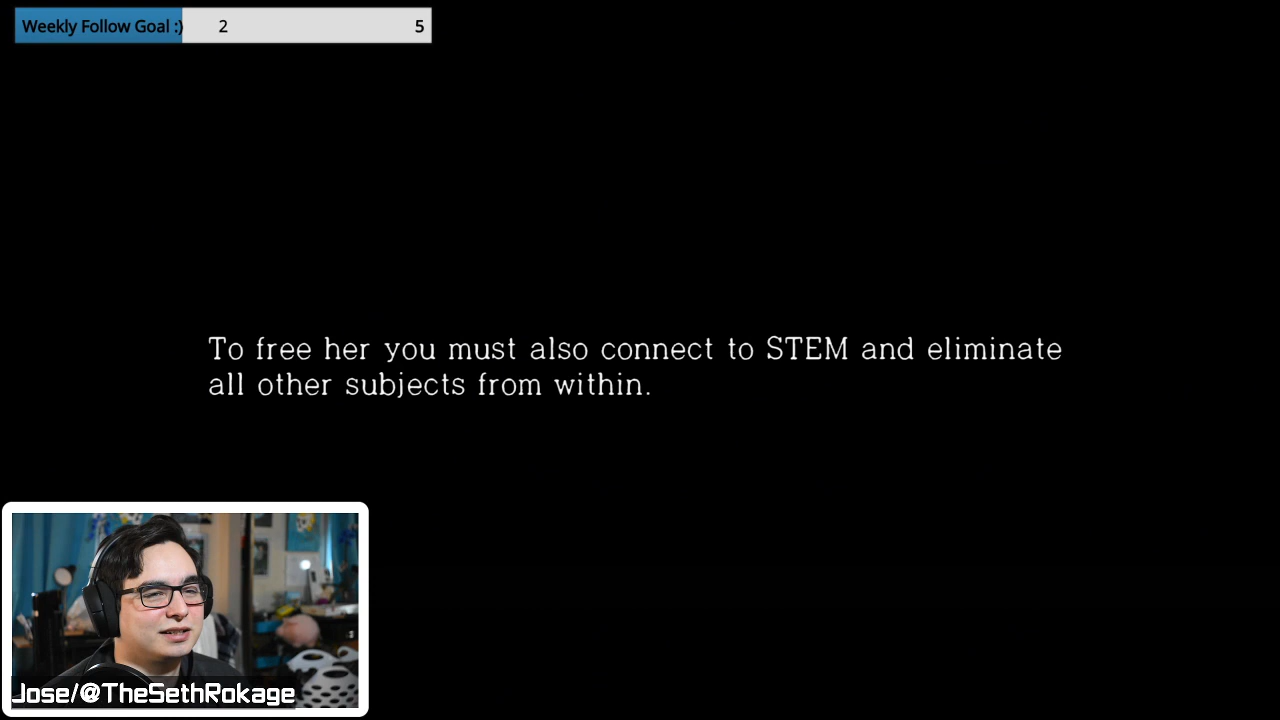 Weekly Follow Goal :) 2 5
To free her you must also connect to STEM and eliminate
all other subjects from within.
Jose/@TheSethRokage